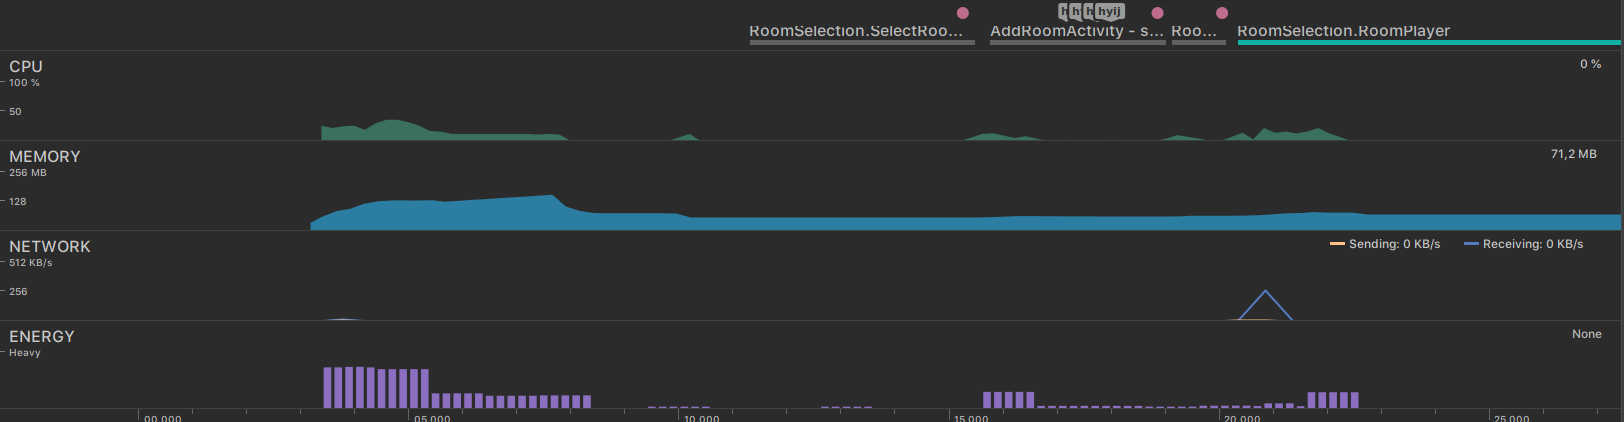 hyij
RoomSelection.SelectRoo... AddRoomActivity - s... Roo... RoomSelection.RoomPlayer
CPU 0 %
100 %
50
MEMORY 71,2 MB
256 MB
128
NETWORK Sending: 0 KB/s Receiving: 0 KB/s
512 KB/s
256
ENERGY None
Heavy
00.000 05.000 10.000 15.000 20.000 25.000